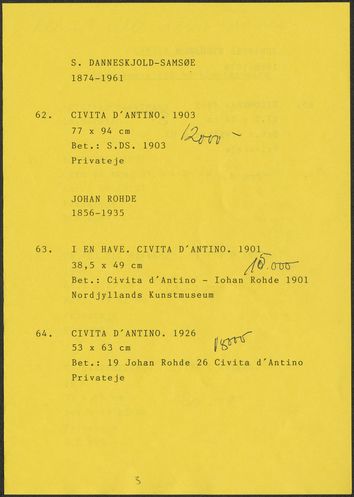 S. DANNESKJOLD-SAMSØE
1874-1961
62. CIVITA D´ANTINO. 1903
77 x 94 cm 12000-
Bet.: S.DS. 1903
Privateje
JOHAN ROHDE
1856-1935
63. I EN HAVE. CIVITA D´ANTINO. 1901
38,5 x 49 cm 15.000
Bet.: Civita d´Antino - Iohan Rohde 1901
Nordjyllands Kunstmuseum
64. CIVITA D´ANTINO. 1926
53 x 63 cm 18000
Bet.: 19 Johan Rohde 26 Civita d´Antino
Privateje
3